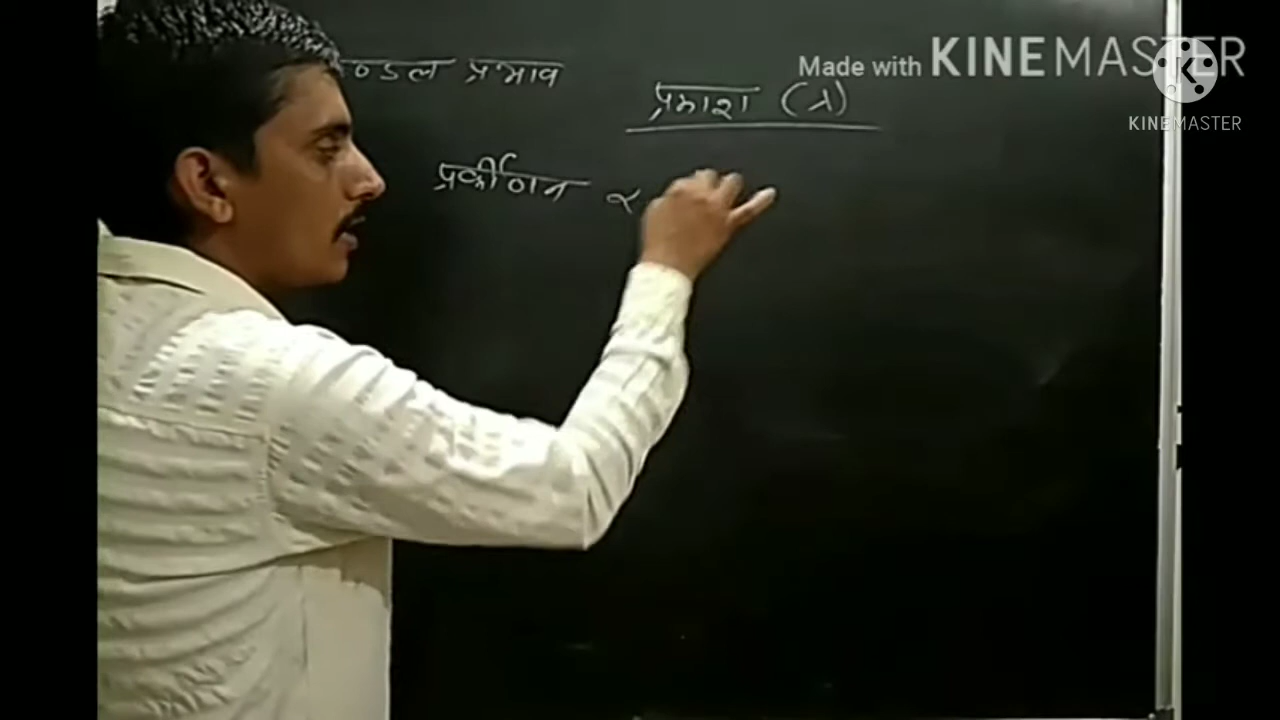 ण्डल प्रभाव
Made with KINEMASTER
KINEMASTER
प्रकाश (λ)
प्रकीर्णन ∝